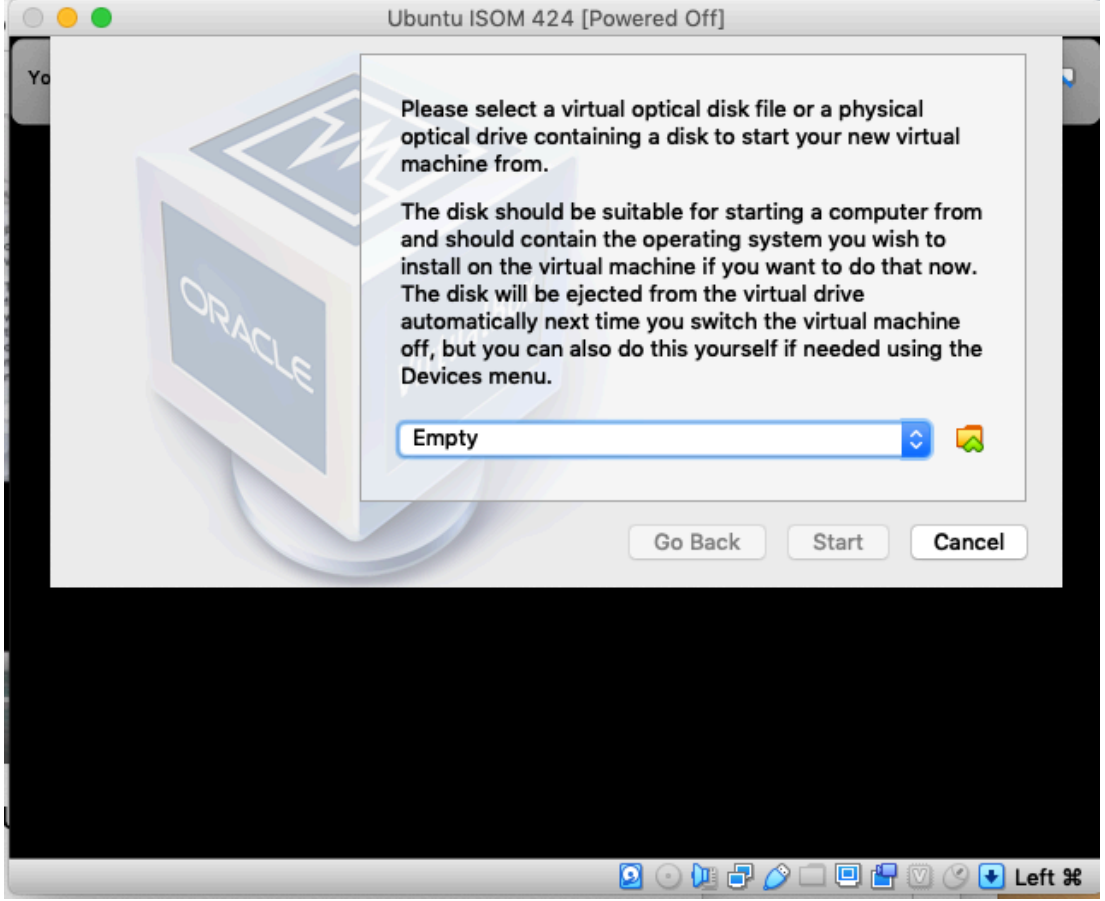 Ubuntu ISOM 424 [Powered Off]
Yo
Please select a virtual optical disk file or a physical
optical drive containing a disk to start your new virtual
machine from.
The disk should be suitable for starting a computer from
and should contain the operating system you wish to
install on the virtual machine if you want to do that now.
The disk will be ejected from the virtual drive
automatically next time you switch the virtual machine
off, but you can also do this yourself if needed using the
Devices menu.
ORACLE
Empty
Go Back
Start
Cancel
Left ⌘